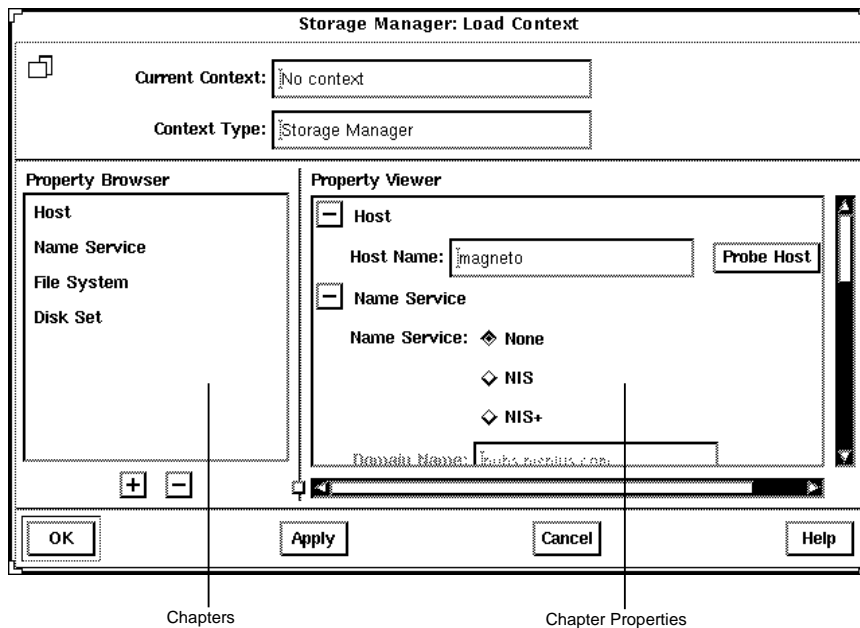 Storage Manager: Load Context
Current Context: No context
Context Type: Storage Manager
Property Browser
Host
Name Service
File System
Disk Set
+ −
Property Viewer
− Host
Host Name: magneto Probe Host
− Name Service
Name Service: None
NIS
NIS+
Domain Name:
OK Apply Cancel Help
Chapters
Chapter Properties